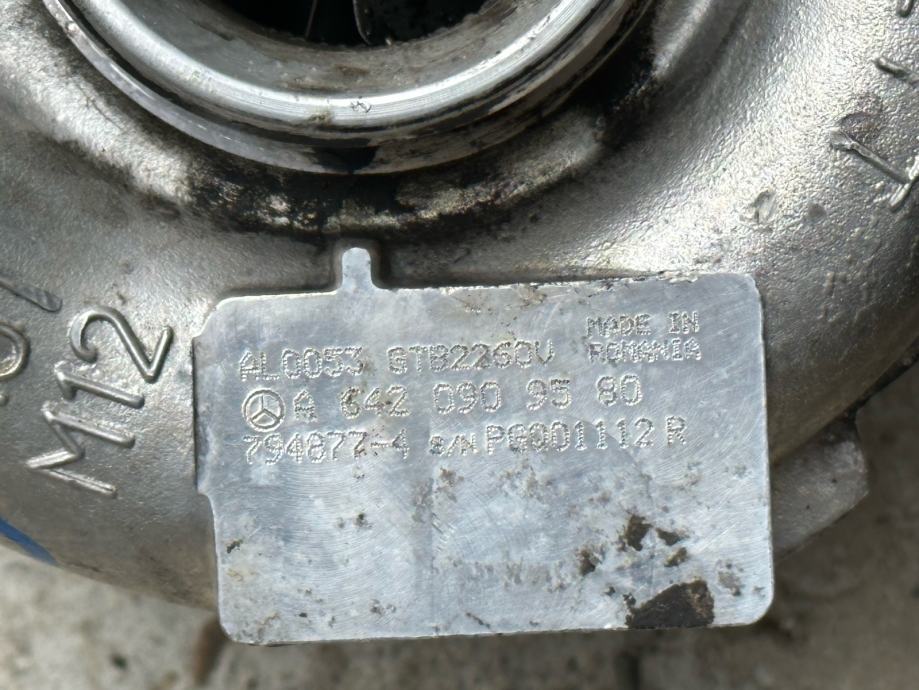 M12
AL0053 GTB2260V MADE IN
ROMANIA
A 642 090 95 80
794877-4 S/N PG001112 R